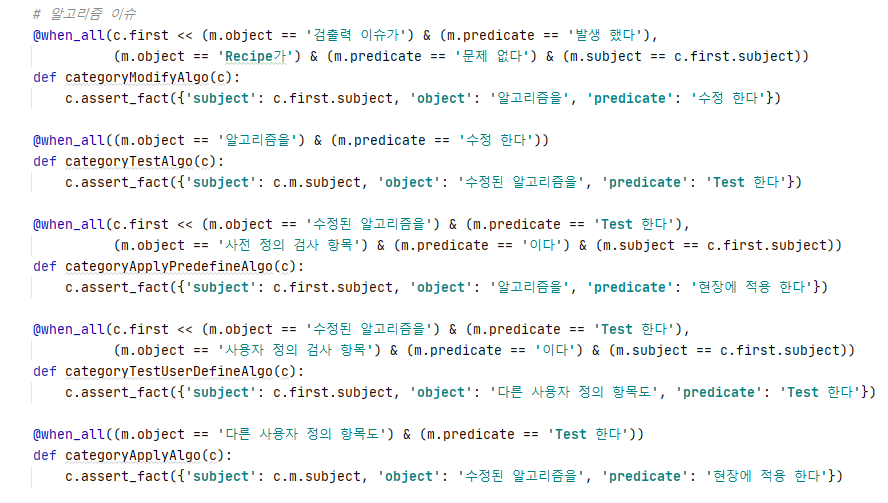 # 알고리즘 이슈
@when_all(c.first << (m.object == '검출력 이슈가') & (m.predicate == '발생 했다'),
(m.object == 'Recipe가') & (m.predicate == '문제 없다') & (m.subject == c.first.subject))
def categoryModifyAlgo(c):
c.assert_fact({'subject': c.first.subject, 'object': '알고리즘을', 'predicate': '수정 한다'})
@when_all((m.object == '알고리즘을') & (m.predicate == '수정 한다'))
def categoryTestAlgo(c):
c.assert_fact({'subject': c.m.subject, 'object': '수정된 알고리즘을', 'predicate': 'Test 한다'})
@when_all(c.first << (m.object == '수정된 알고리즘을') & (m.predicate == 'Test 한다'),
(m.object == '사전 정의 검사 항목') & (m.predicate == '이다') & (m.subject == c.first.subject))
def categoryApplyPredefineAlgo(c):
c.assert_fact({'subject': c.first.subject, 'object': '알고리즘을', 'predicate': '현장에 적용 한다'})
@when_all(c.first << (m.object == '수정된 알고리즘을') & (m.predicate == 'Test 한다'),
(m.object == '사용자 정의 검사 항목') & (m.predicate == '이다') & (m.subject == c.first.subject))
def categoryTestUserDefineAlgo(c):
c.assert_fact({'subject': c.first.subject, 'object': '다른 사용자 정의 항목도', 'predicate': 'Test 한다'})
@when_all((m.object == '다른 사용자 정의 항목도') & (m.predicate == 'Test 한다'))
def categoryApplyAlgo(c):
c.assert_fact({'subject': c.m.subject, 'object': '수정된 알고리즘을', 'predicate': '현장에 적용 한다'})